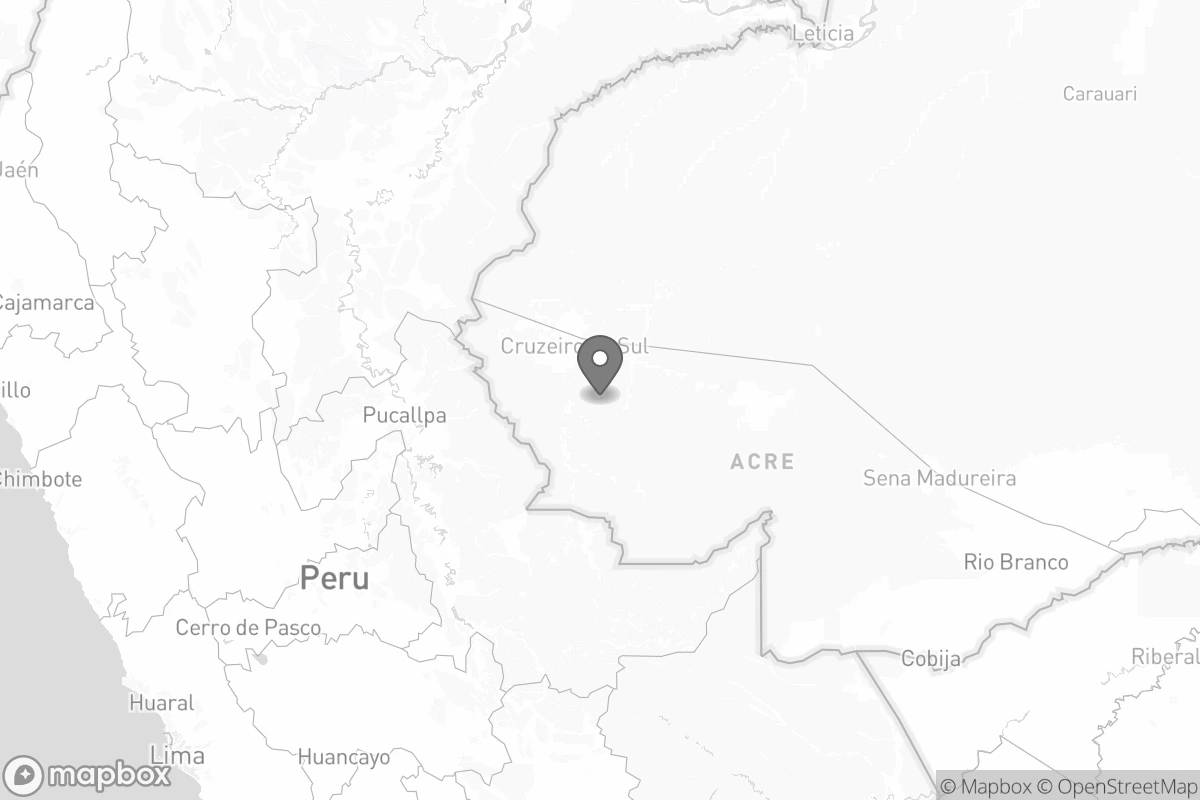 Leticia
Carauari
Jaén
Cajamarca
Cruzeiro
Sul
illo
Pucallpa
ACRE
Chimbote
Sena Madureira
Rio Branco
Peru
Cerro de Pasco
Cobija
Riberal
Huaral
Lima
Huancayo
mapbox
© Mapbox © OpenStreetMap